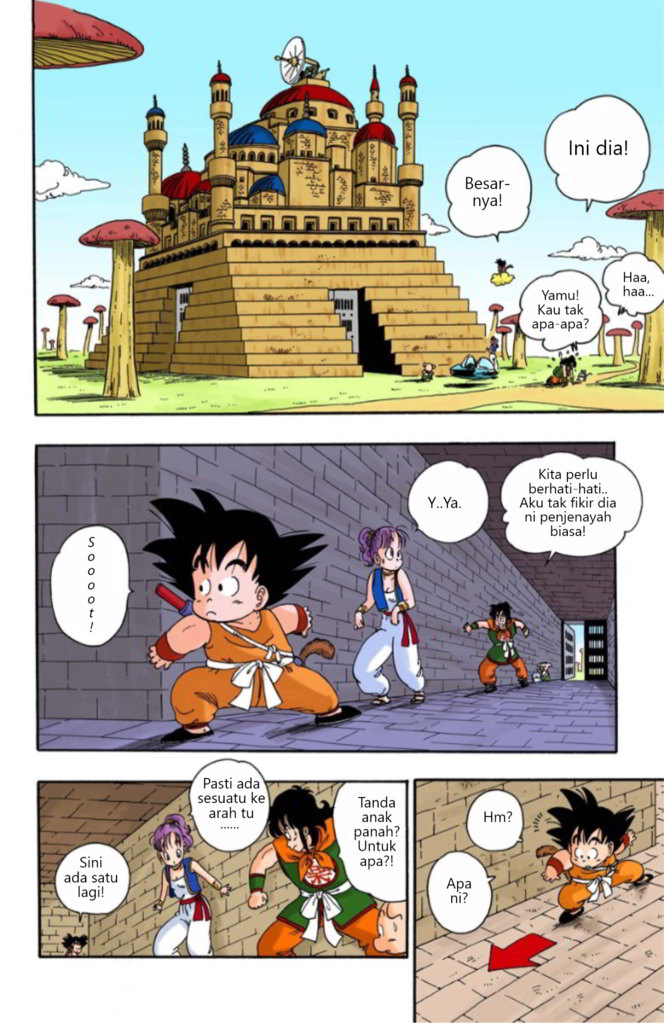 Ini dia!
Besar-
nya!
Haa,
haa...
Yamu!
Kau tak
apa-apa?
Kita perlu
berhati-hati..
Aku tak fikir dia
ni penjenayah
biasa!
Y..Ya.
Soooot!
Hm?
Apa
ni?
Tanda
anak
panah?
Untuk
apa?!
Pasti ada
sesuatu ke
arah tu
......
Sini
ada satu
lagi!